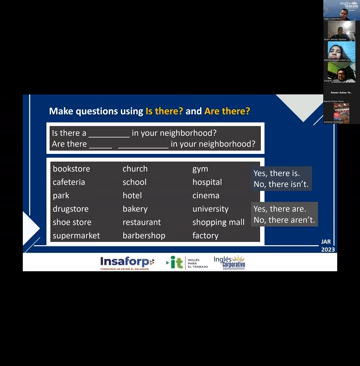 Make questions using Is there? and Are there?
Is there a _________ in your neighborhood?
Are there _____ ___________ in your neighborhood?
bookstore church gym
cafeteria school hospital
park hotel cinema
drugstore bakery university
shoe store restaurant shopping mall
supermarket barbershop factory
Yes, there is.
No, there isn't.
Yes, there are.
No, there aren't.
JAR
2023
Insaforp
it
INGLÉS
PARA
EL TRABAJO
Inglés
Corporativo